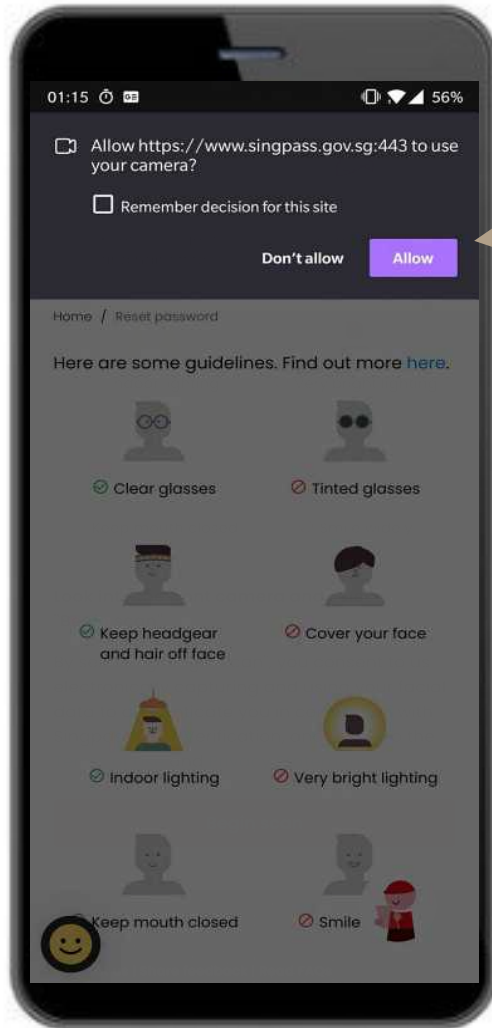 01:15 56%
Allow https://www.singpass.gov.sg:443 to use
your camera?
Remember decision for this site
Don't allow Allow
Home / Reset password
Here are some guidelines. Find out more here.
Clear glasses Tinted glasses
Keep headgear Cover your face
and hair off face
Indoor lighting Very bright lighting
Keep mouth closed Smile